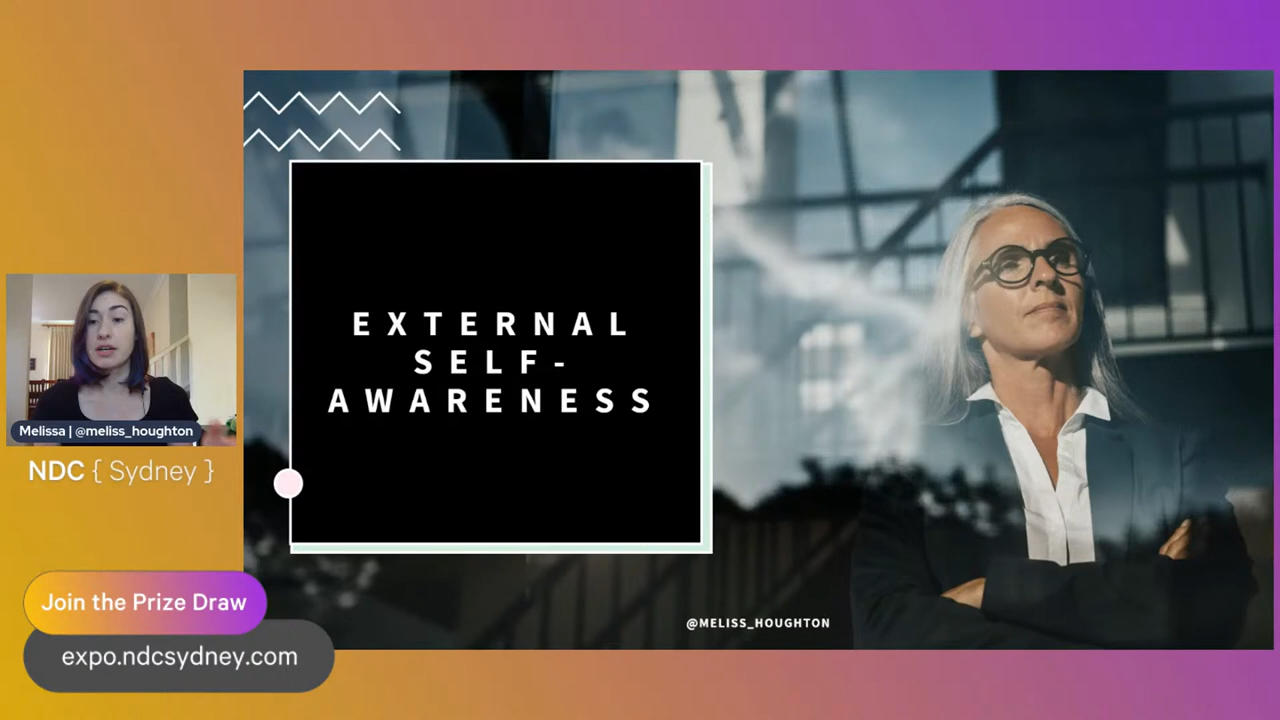 EXTERNAL
SELF-
AWARENESS
@MELISS_HOUGHTON
Melissa | @meliss_houghton
NDC { Sydney }
Join the Prize Draw
expo.ndcsydney.com